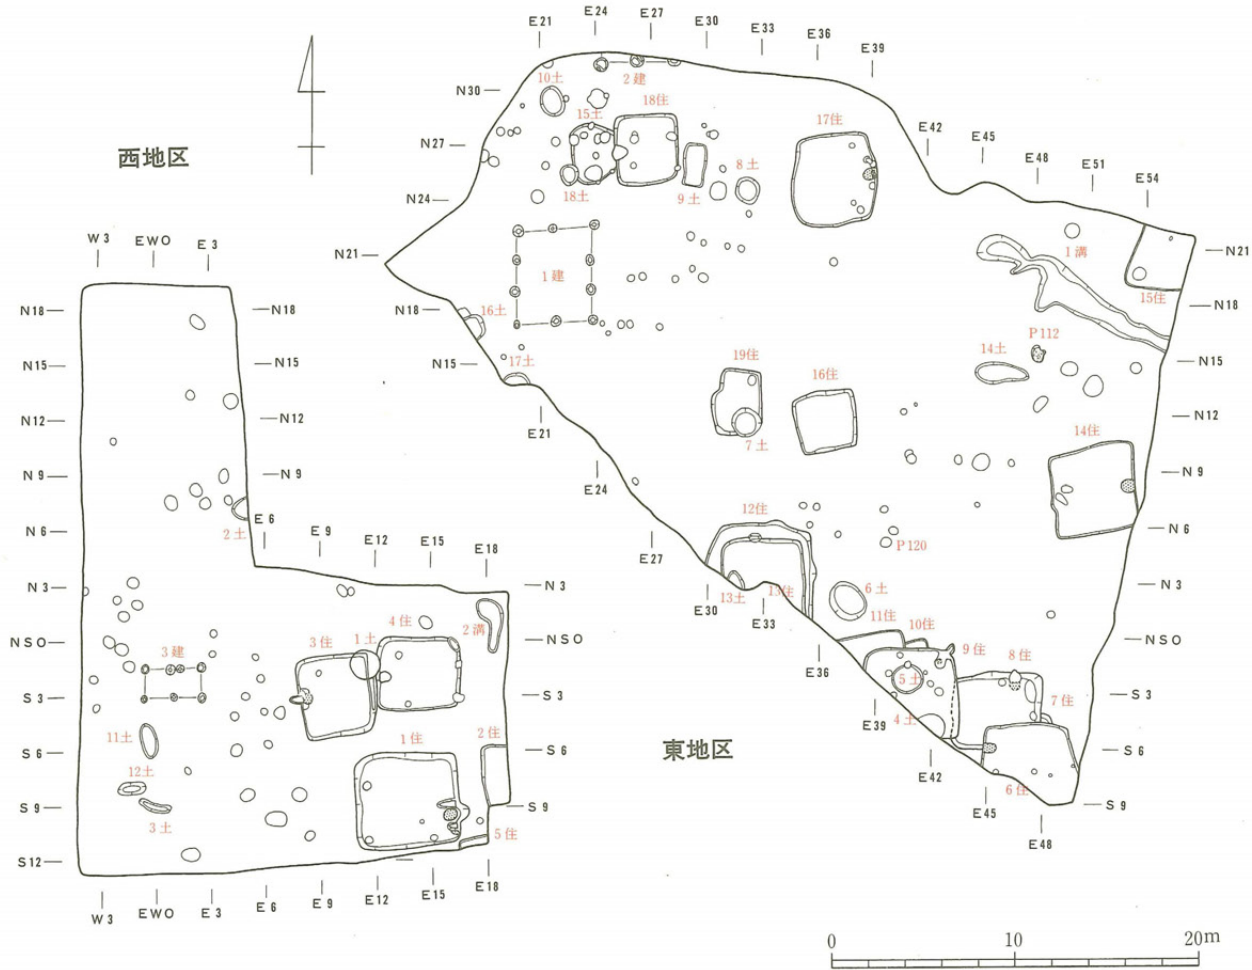 西地区
東地区
E21
E24
E27
E30
E33
E36
E39
E42
E45
E48
E51
E54
N30
N27
N24
N21
N18
N15
10土
2建
15土
18住
17住
18土
9土
8土
1建
16土
17土
1溝
15住
N21
N18
N15
N12
N9
N6
N3
NSO
S3
S6
S9
P112
14土
19住
16住
7土
14住
12住
P120
13土
13住
6土
11住
10住
9住
8住
5土
7住
4土
6住
E21
E24
E27
E30
E33
E36
E39
E42
E45
E48
W3
EWO
E3
N18
N15
N12
N9
N6
N3
NSO
S3
S6
S9
S12
N18
N15
N12
N9
2土
E6
E9
E12
E15
E18
N3
NSO
S3
S6
S9
2溝
4住
1土
3住
3建
11土
12土
3土
1住
2住
5住
W3
EWO
E3
E6
E9
E12
E15
E18
0 10 20m